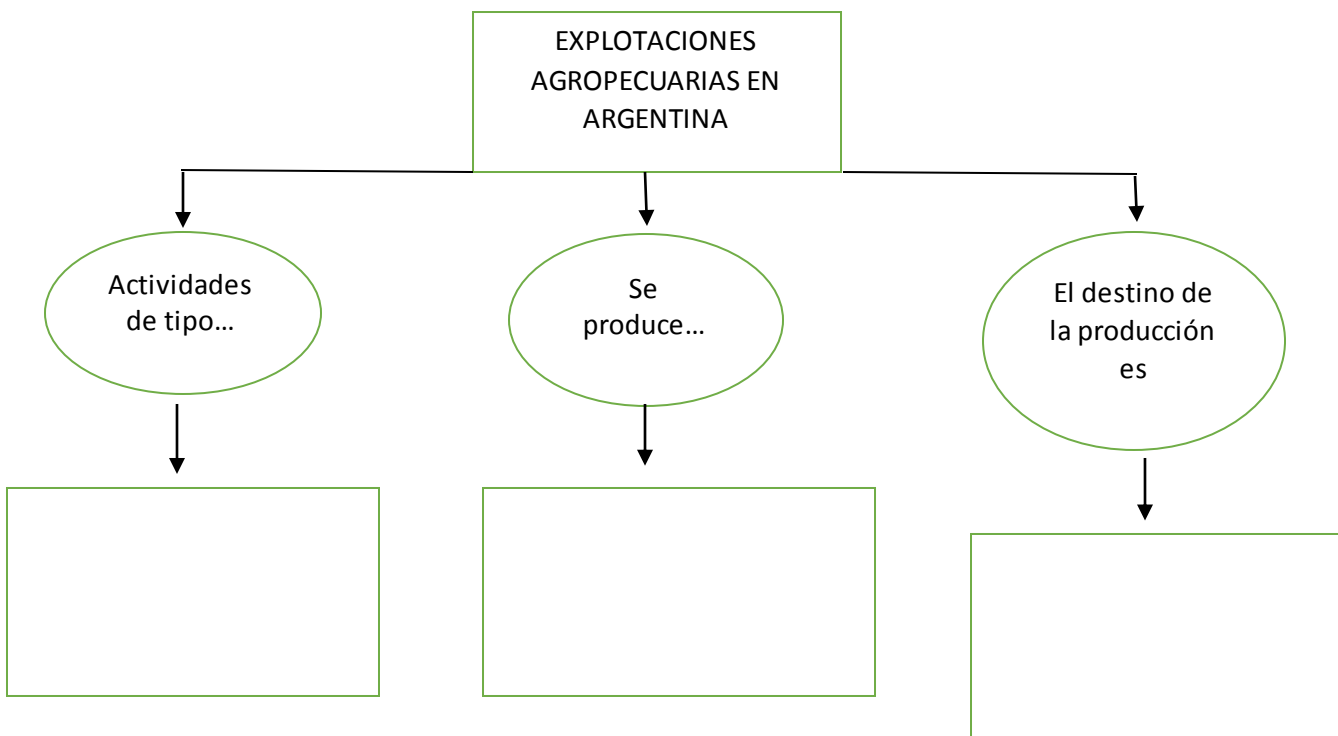 EXPLOTACIONES
AGROPECUARIAS EN
ARGENTINA
Actividades
de tipo…
Se
produce…
El destino de
la producción
es